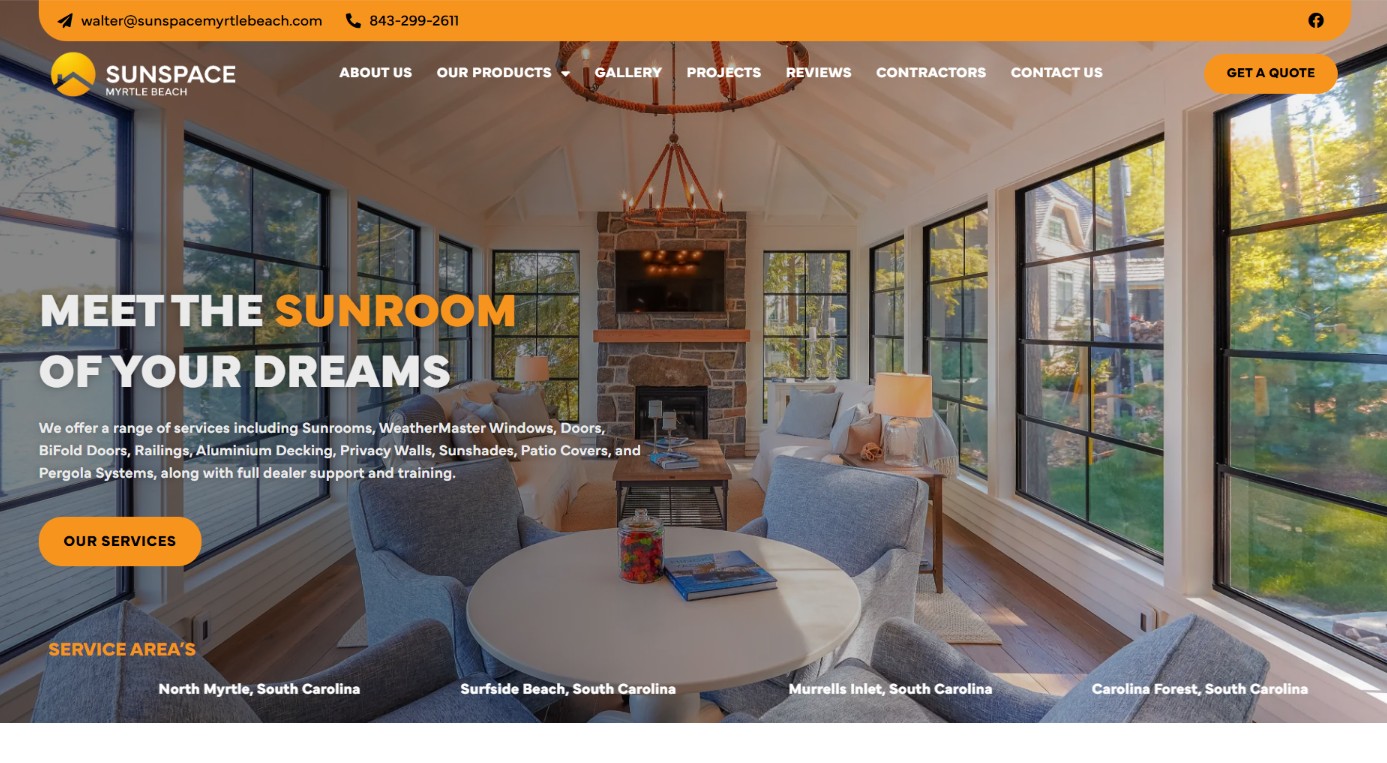 walter@sunspacemyrtlebeach.com 843-299-2611
SUNSPACE
MYRTLE BEACH
ABOUT US OUR PRODUCTS GALLERY PROJECTS REVIEWS CONTRACTORS CONTACT US
GET A QUOTE
MEET THE SUNROOM
OF YOUR DREAMS
We offer a range of services including Sunrooms, WeatherMaster Windows, Doors,
BiFold Doors, Railings, Aluminium Decking, Privacy Walls, Sunshades, Patio Covers, and
Pergola Systems, along with full dealer support and training.
OUR SERVICES
SERVICE AREA'S
North Myrtle, South Carolina Surfside Beach, South Carolina Murrells Inlet, South Carolina Carolina Forest, South Carolina